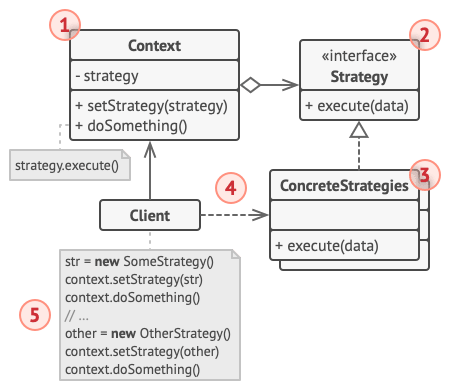 1
Context
- strategy
+ setStrategy(strategy)
+ doSomething()
2
«interface»
Strategy
+ execute(data)
strategy.execute()
3
ConcreteStrategies
+ execute(data)
4
Client
5
str = new SomeStrategy()
context.setStrategy(str)
context.doSomething()
// ...
other = new OtherStrategy()
context.setStrategy(other)
context.doSomething()